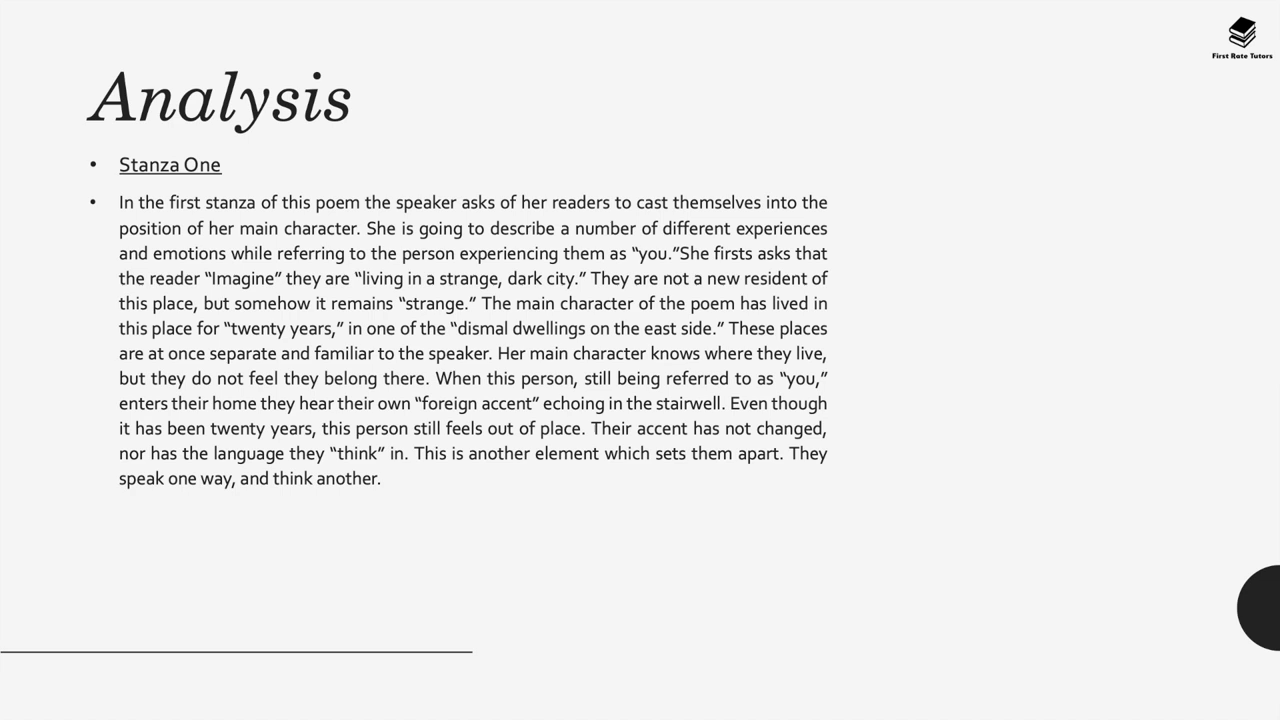 First Rate Tutors
Analysis
• Stanza One
• In the first stanza of this poem the speaker asks of her readers to cast themselves into the
position of her main character. She is going to describe a number of different experiences
and emotions while referring to the person experiencing them as “you.”She firsts asks that
the reader “Imagine” they are “living in a strange, dark city.” They are not a new resident of
this place, but somehow it remains “strange.” The main character of the poem has lived in
this place for “twenty years,” in one of the “dismal dwellings on the east side.” These places
are at once separate and familiar to the speaker. Her main character knows where they live,
but they do not feel they belong there. When this person, still being referred to as “you,”
enters their home they hear their own “foreign accent” echoing in the stairwell. Even though
it has been twenty years, this person still feels out of place. Their accent has not changed,
nor has the language they “think” in. This is another element which sets them apart. They
speak one way, and think another.